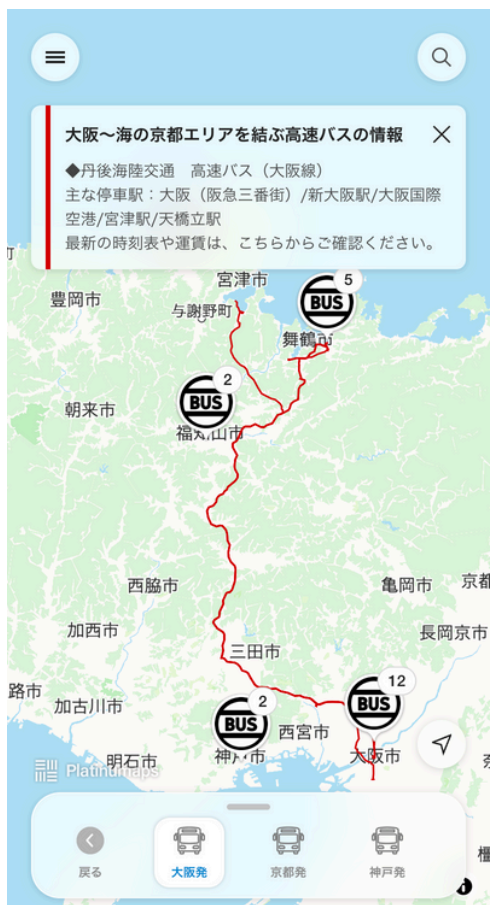 大阪〜海の京都エリアを結ぶ高速バスの情報
◆丹後海陸交通　高速バス（大阪線）
主な停車駅：大阪（阪急三番街）/新大阪駅/大阪国際
空港/宮津駅/天橋立駅
最新の時刻表や運賃は、こちらからご確認ください。
町
宮津市
豊岡市
与謝野町
BUS
5
舞鶴市
BUS
2
朝来市
福知山市
西脇市
亀岡市
京都
加西市
長岡京市
三田市
路市
加古川市
BUS
12
BUS
2
西宮市
明石市
神戸市
大阪市
奈
Platinumaps
橿
戻る
大阪発
京都発
神戸発